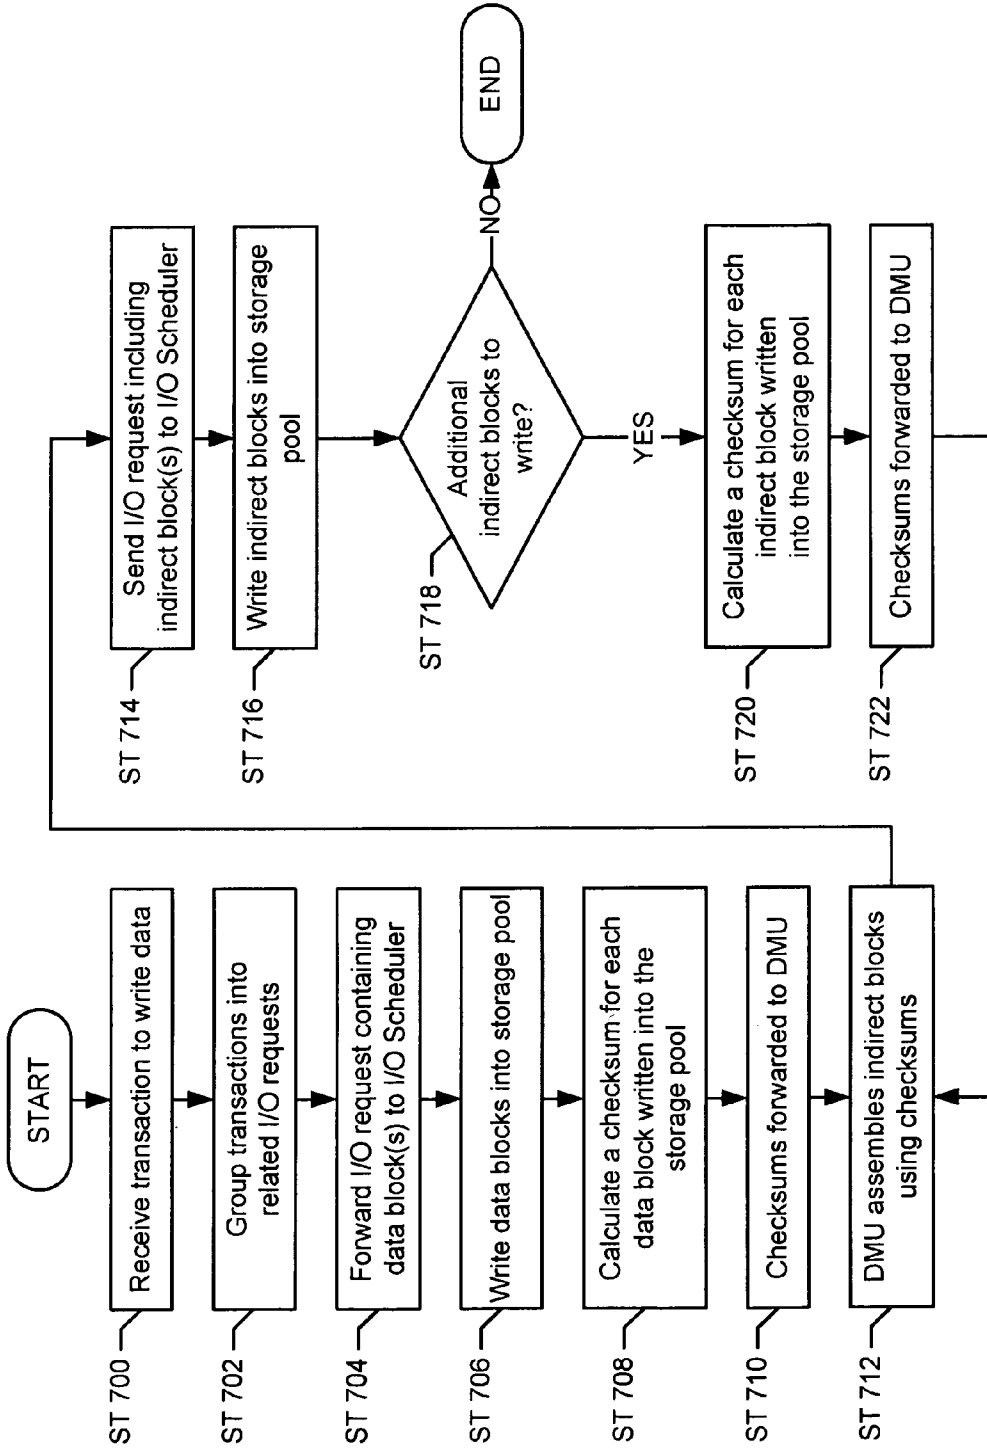 START
ST 700
Receive transaction to write data
ST 702
Group transactions into
related I/O requests
ST 704
Forward I/O request containing
data block(s) to I/O Scheduler
ST 706
Write data blocks into storage pool
ST 708
Calculate a checksum for each
data block written into the
storage pool
ST 710
Checksums forwarded to DMU
ST 712
DMU assembles indirect blocks
using checksums
ST 714
Send I/O request including
indirect block(s) to I/O Scheduler
ST 716
Write indirect blocks into storage
pool
ST 718
Additional
indirect blocks to
write?
NO
END
YES
ST 720
Calculate a checksum for each
indirect block written
into the storage pool
ST 722
Checksums forwarded to DMU